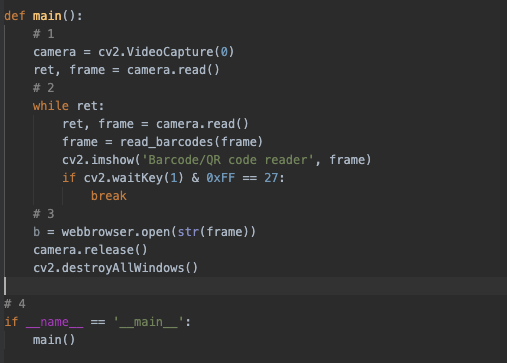 def main():
    # 1
    camera = cv2.VideoCapture(0)
    ret, frame = camera.read()
    # 2
    while ret:
        ret, frame = camera.read()
        frame = read_barcodes(frame)
        cv2.imshow('Barcode/QR code reader', frame)
        if cv2.waitKey(1) & 0xFF == 27:
            break
    # 3
    b = webbrowser.open(str(frame))
    camera.release()
    cv2.destroyAllWindows()

# 4
if __name__ == '__main__':
    main()